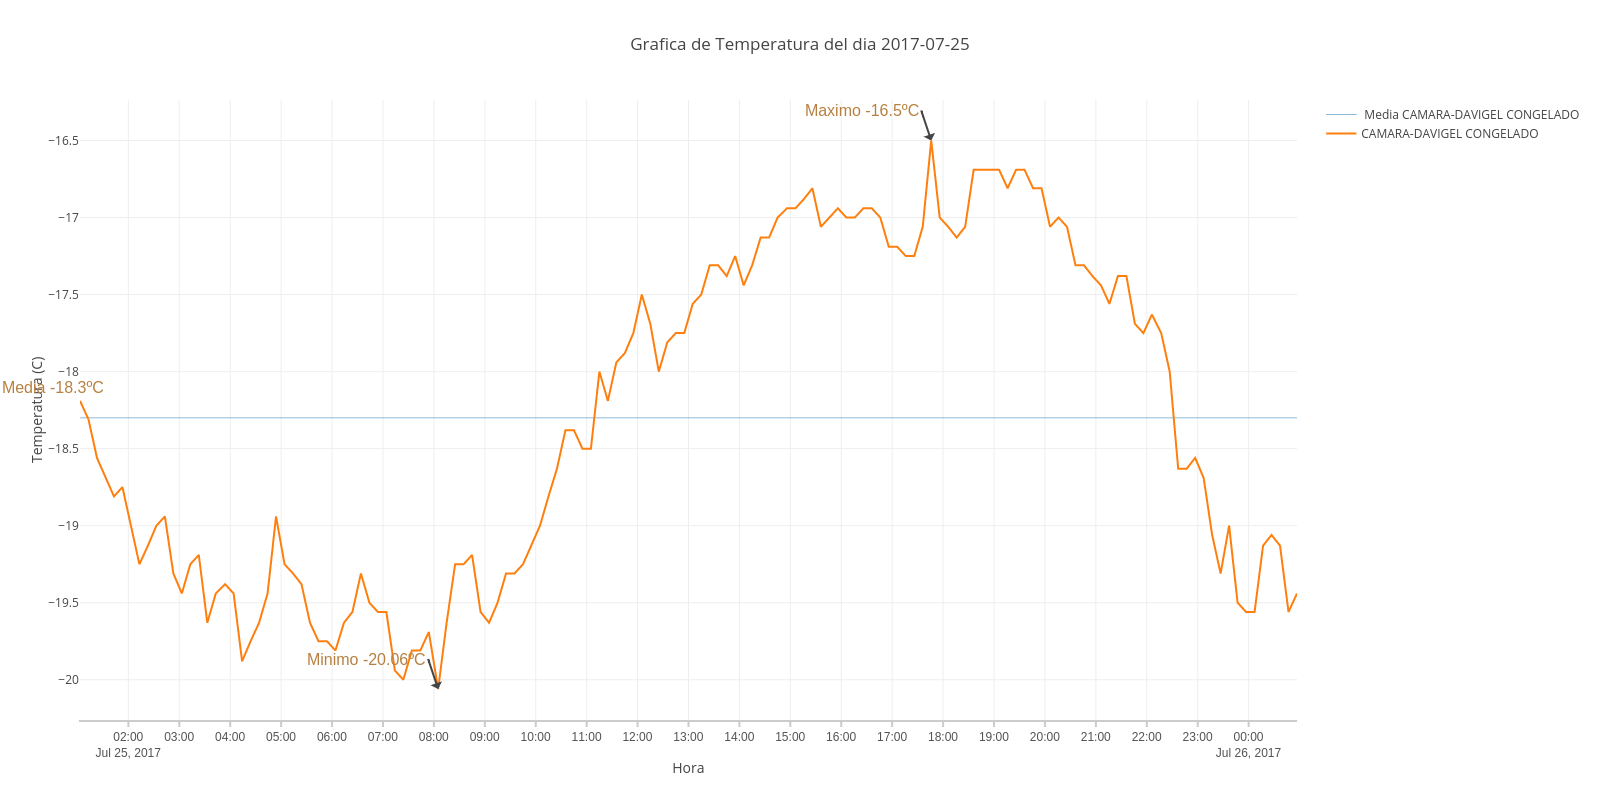 Grafica de Temperatura del dia 2017-07-25
Maximo -16.5ºC
Media CAMARA-DAVIGEL CONGELADO
CAMARA-DAVIGEL CONGELADO
−16.5
−17
−17.5
−18
Media -18.3ºC
Temperatura (C)
−18.5
−19
−19.5
Minimo -20.06ºC
−20
02:00 03:00 04:00 05:00 06:00 07:00 08:00 09:00 10:00 11:00 12:00 13:00 14:00 15:00 16:00 17:00 18:00 19:00 20:00 21:00 22:00 23:00 00:00
Jul 25, 2017 Jul 26, 2017
Hora